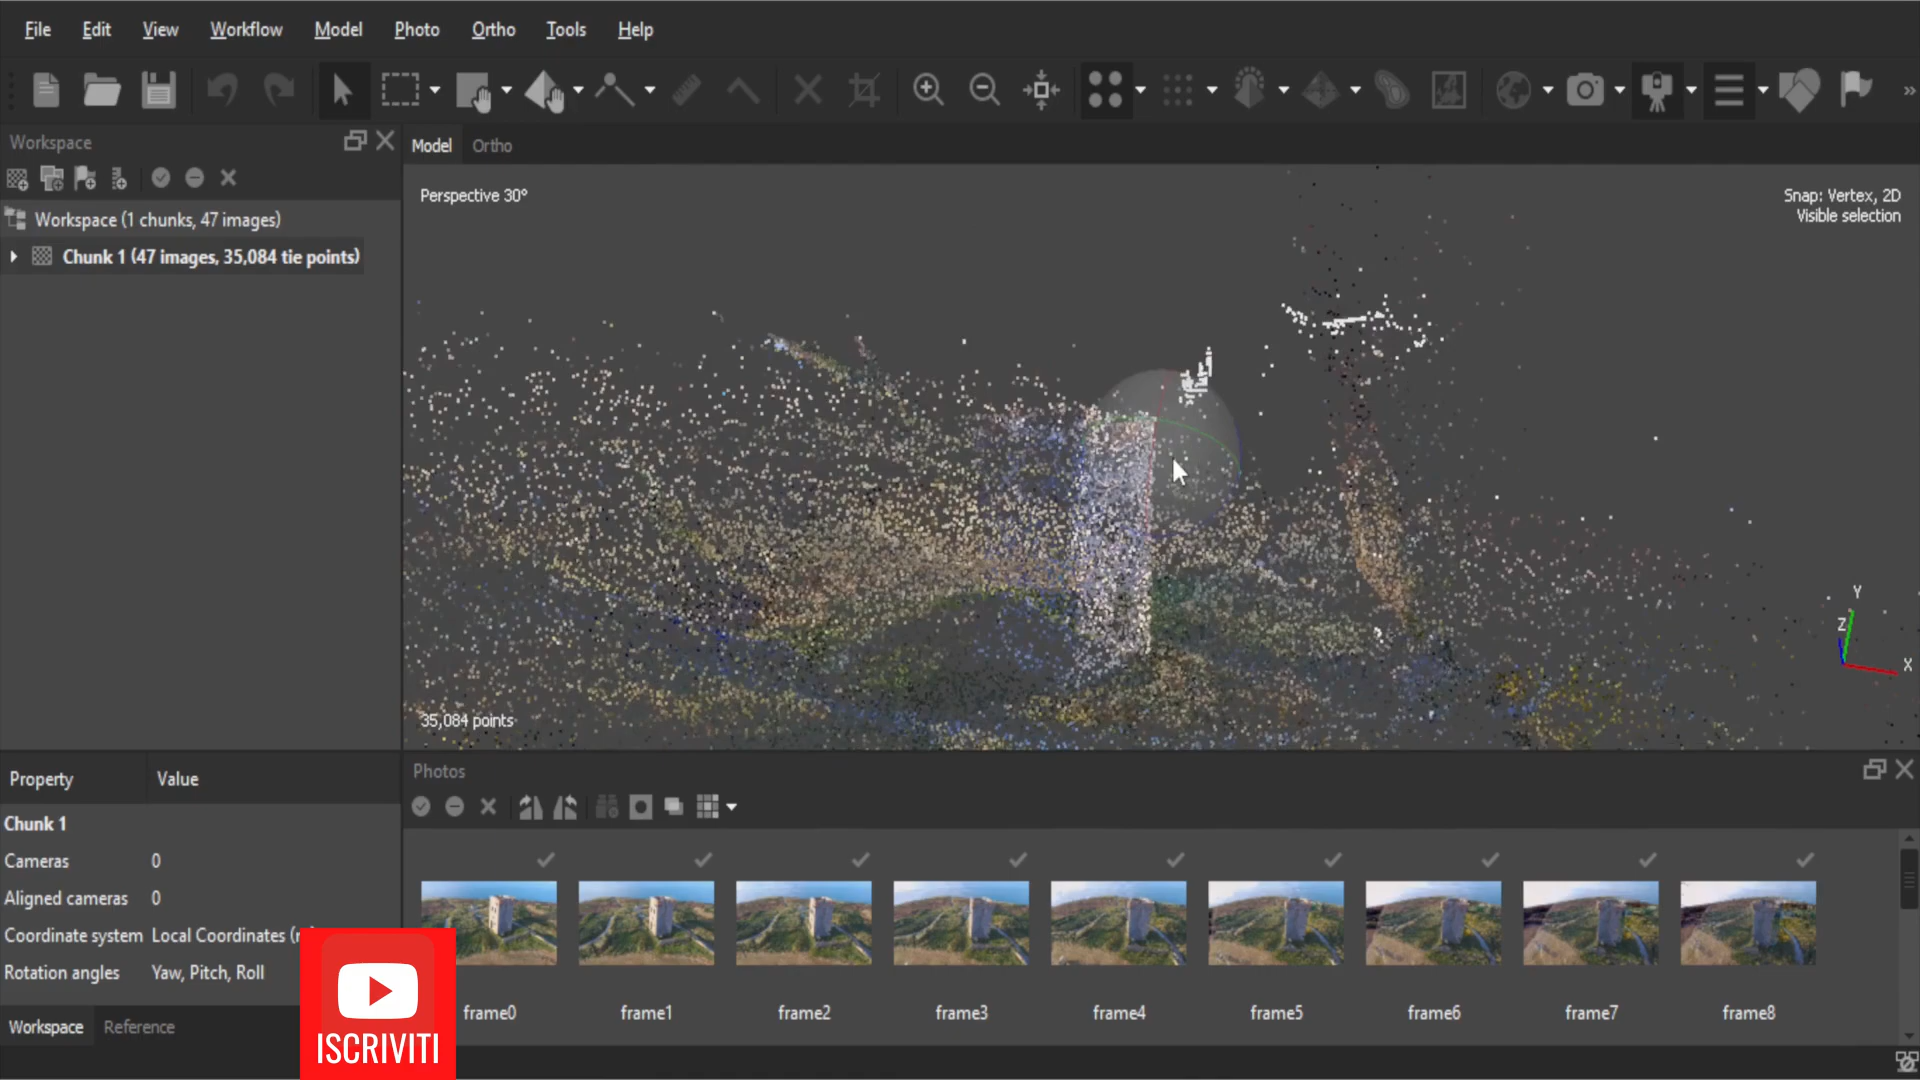 File Edit View Workflow Model Photo Ortho Tools Help
Workspace
Model Ortho
Perspective 30°
Snap: Vertex, 2D
Visible selection
Workspace (1 chunks, 47 images)
Chunk 1 (47 images, 35,084 tie points)
Y
Z
X
35,084 points
Property Value
Photos
Chunk 1
Cameras 0
Aligned cameras 0
Coordinate system Local Coordinates
Rotation angles Yaw, Pitch, Roll
frame0 frame1 frame2 frame3 frame4 frame5 frame6 frame7 frame8
Workspace Reference
ISCRIVITI